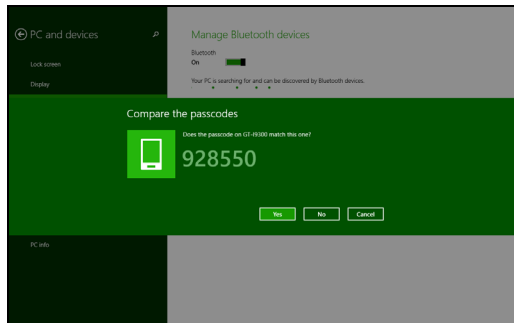 PC and devices
Manage Bluetooth devices
Bluetooth
On
Lock screen
Your PC is searching for and can be discovered by Bluetooth devices.
Display
Compare the passcodes
Does the passcode on GT-I9300 match this one?
928550
Yes No Cancel
PC info